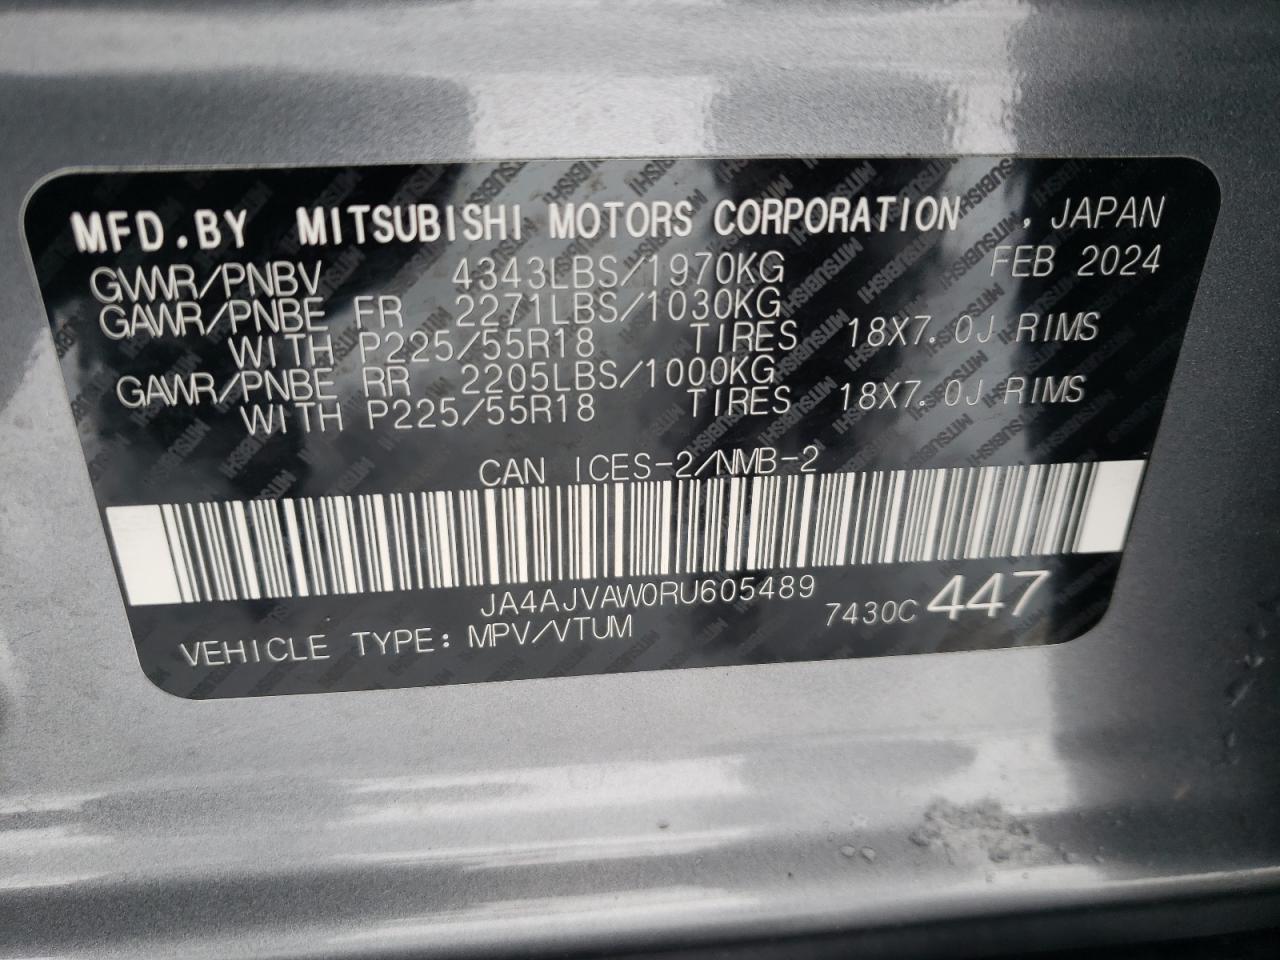 MFD.BY MITSUBISHI MOTORS CORPORATION , JAPAN
GVWR/PNBV 4343LBS/1970KG FEB 2024
GAWR/PNBE FR 2271LBS/1030KG
WITH P225/55R18 TIRES 18X7.0J RIMS
GAWR/PNBE RR 2205LBS/1000KG
WITH P225/55R18 TIRES 18X7.0J RIMS
CAN ICES-2/NMB-2
JA4AJVAW0RU605489
VEHICLE TYPE: MPV/VTUM 7430C 447